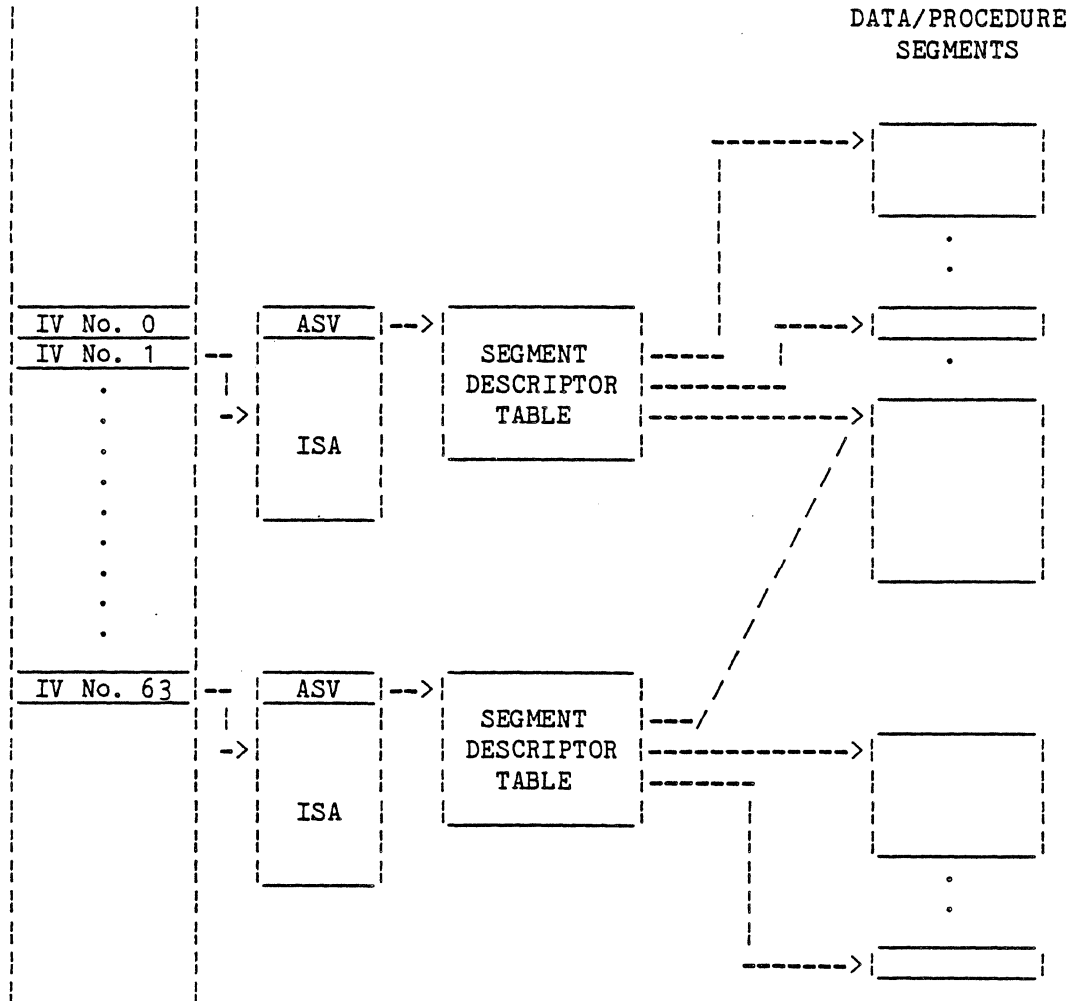 DATA/PROCEDURE
SEGMENTS
IV No. 0
ASV
IV No. 1
SEGMENT
DESCRIPTOR
TABLE
ISA
IV No. 63
ASV
SEGMENT
DESCRIPTOR
TABLE
ISA